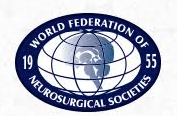 WORLD FEDERATION OF
19 55
NEUROSURGICAL SOCIETIES